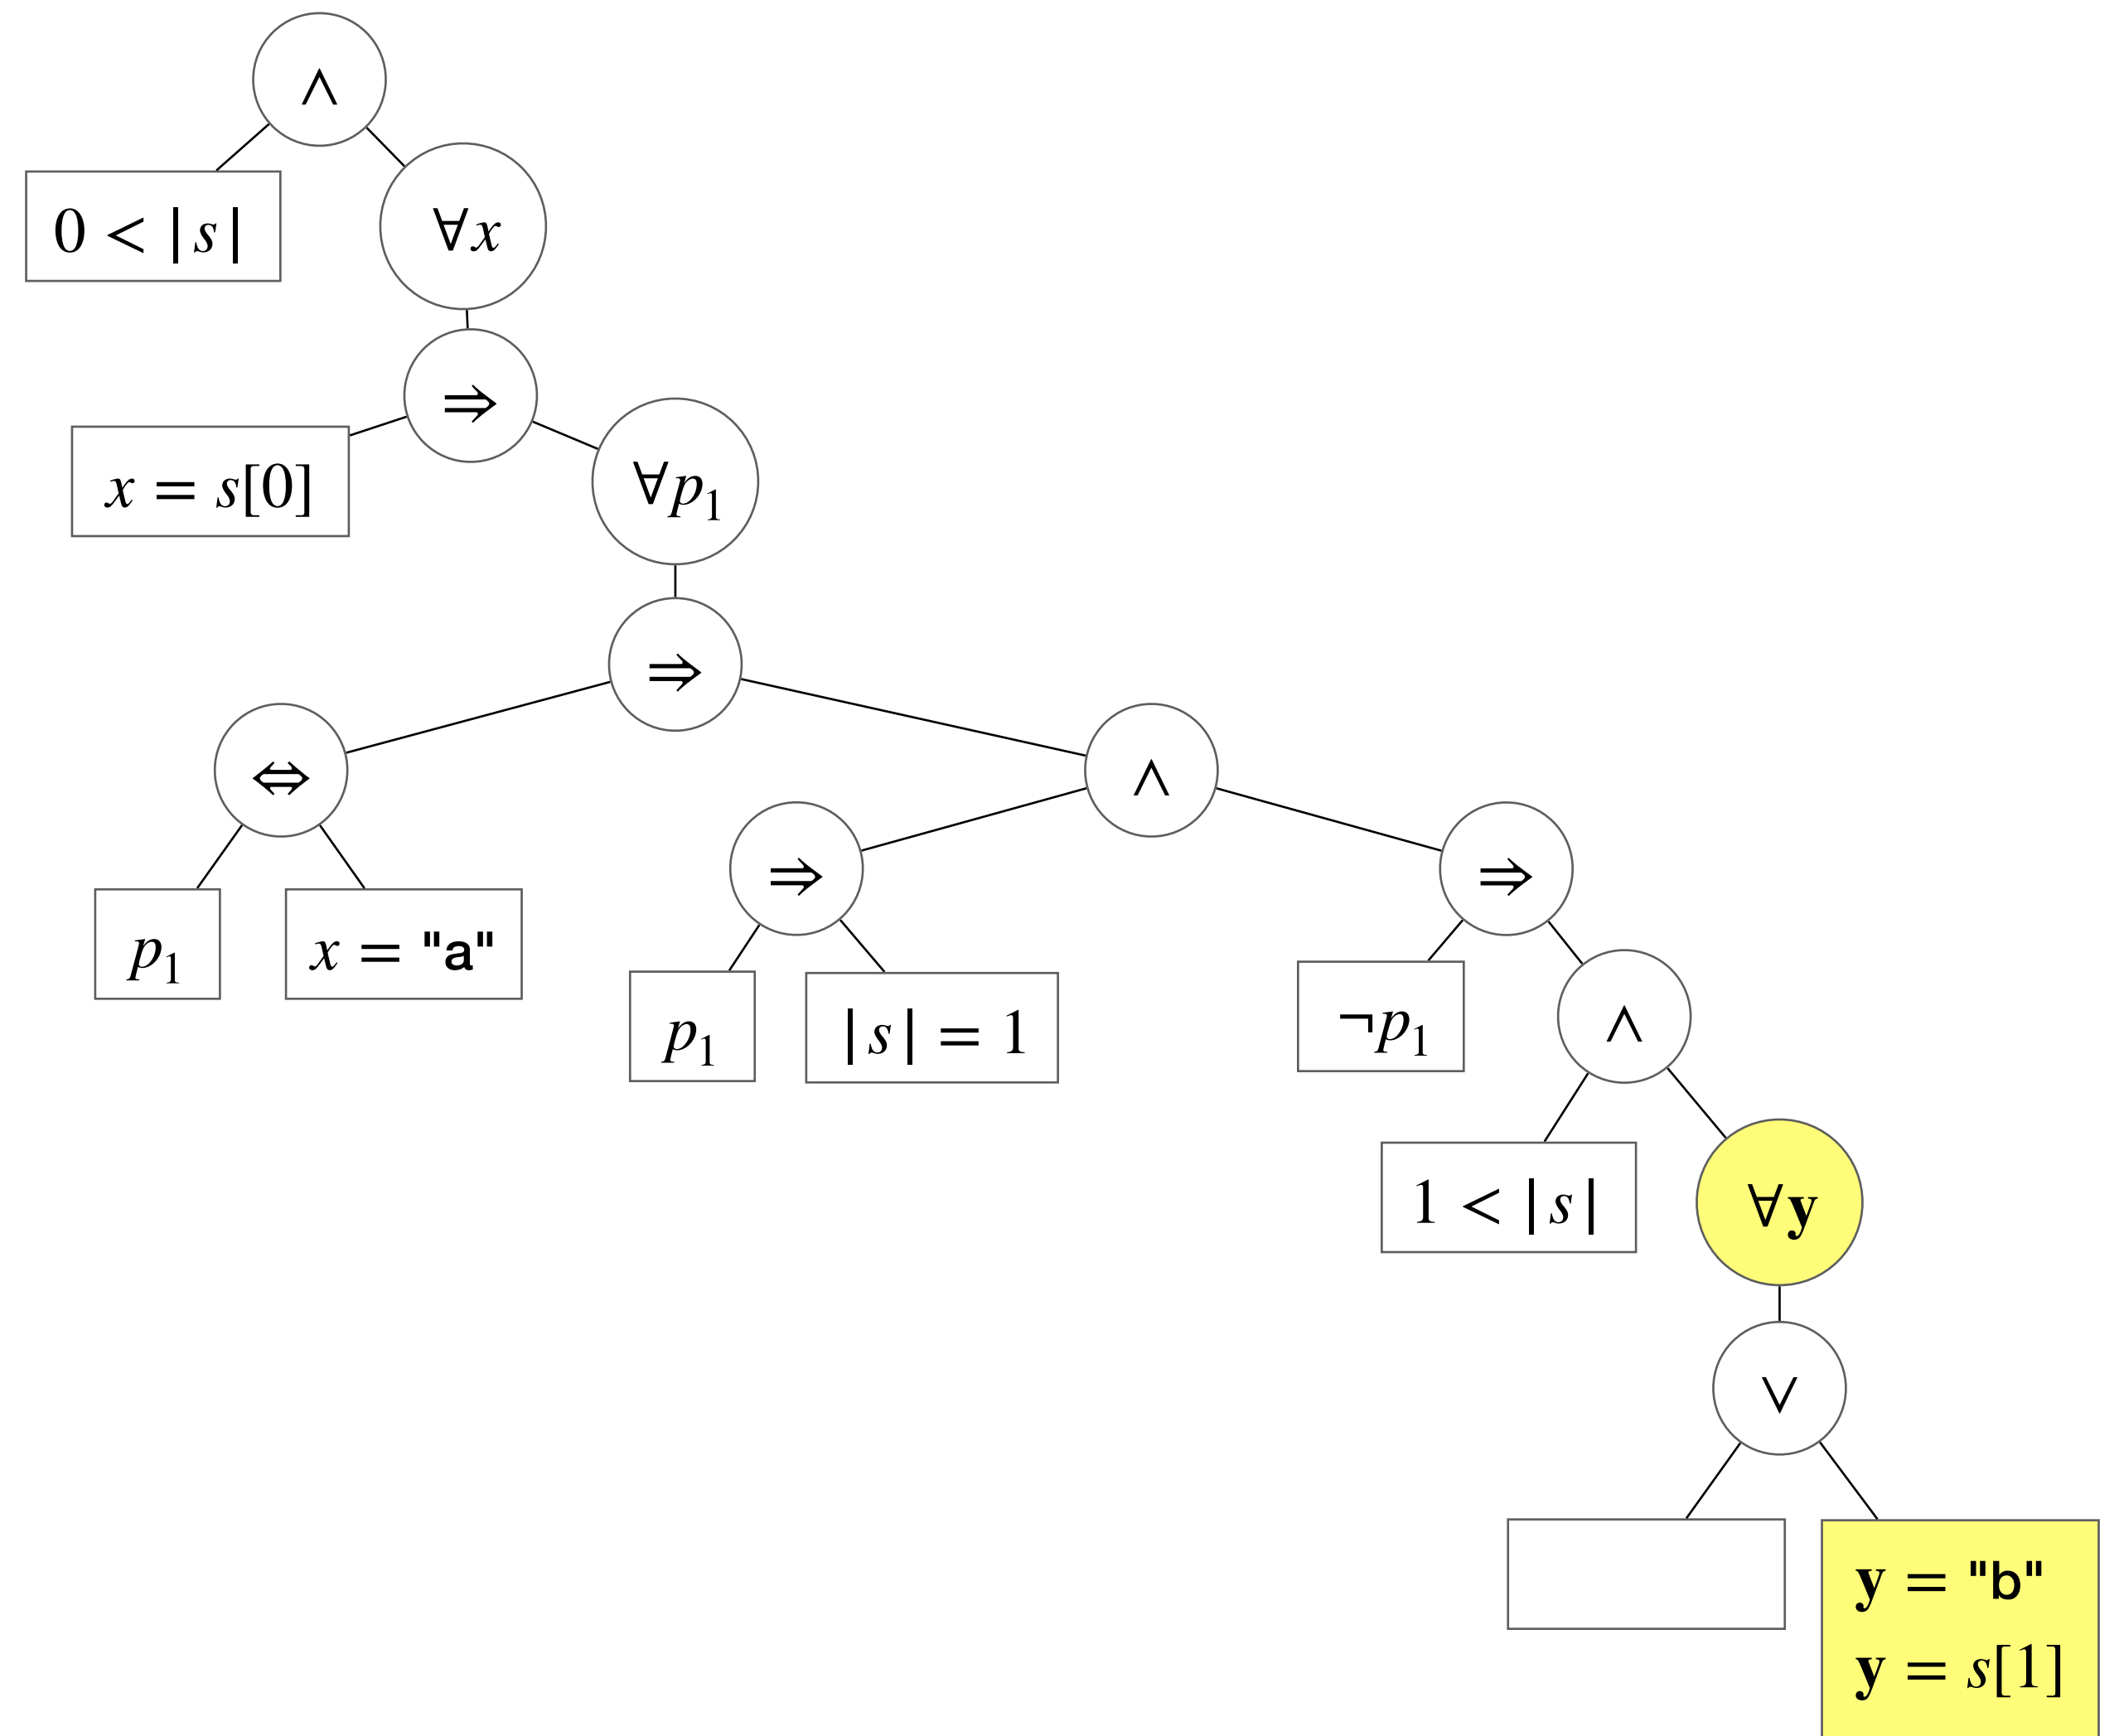 ∧
0 < |s|
∀x
⇒
x = s[0]
∀p₁
⇒
⇔
∧
p₁
x = "a"
⇒
⇒
p₁
|s| = 1
¬p₁
∧
1 < |s|
∀y
∨
y = "b"
y = s[1]